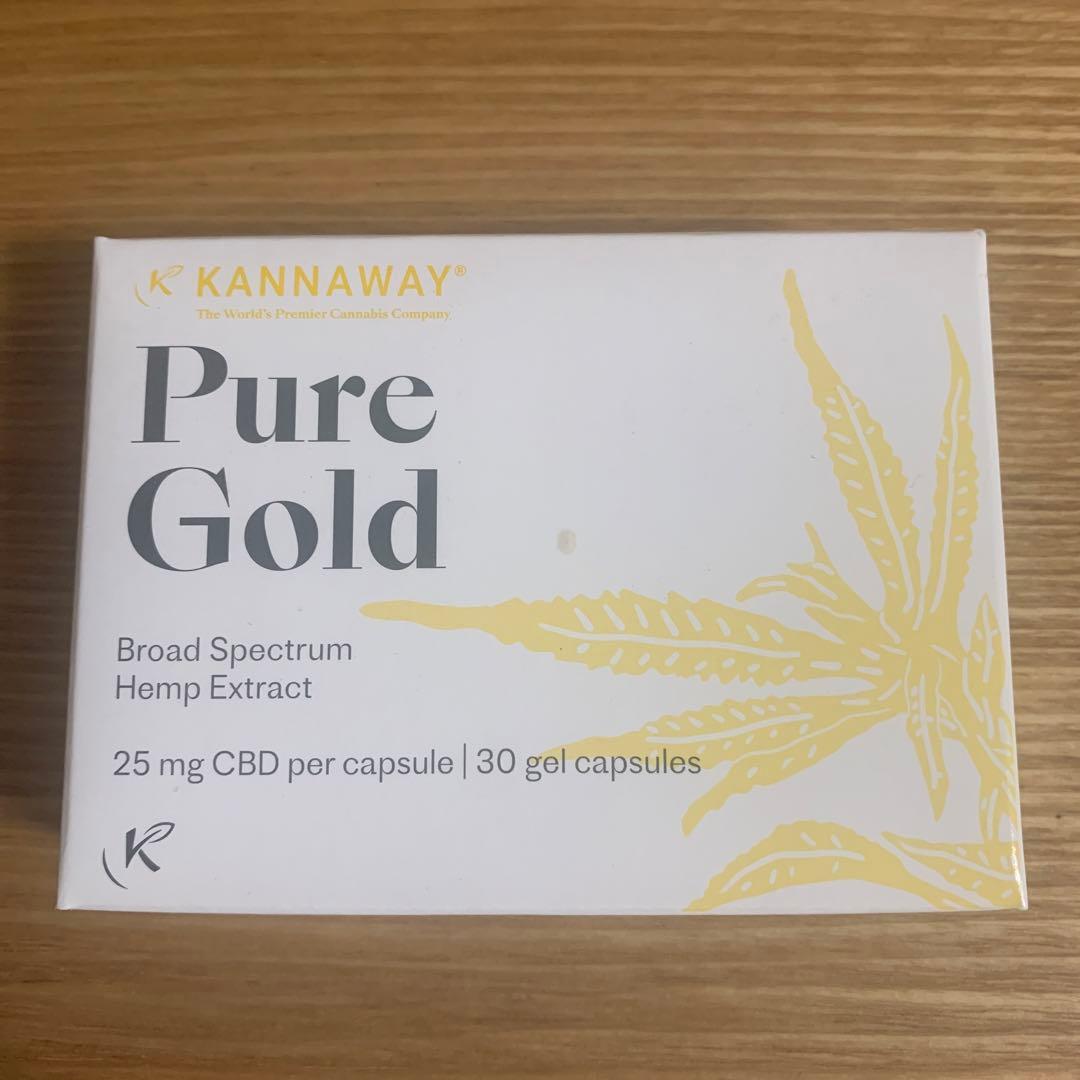 KANNAWAY®
The World's Premier Cannabis Company
Pure
Gold
Broad Spectrum
Hemp Extract
25 mg CBD per capsule | 30 gel capsules
K